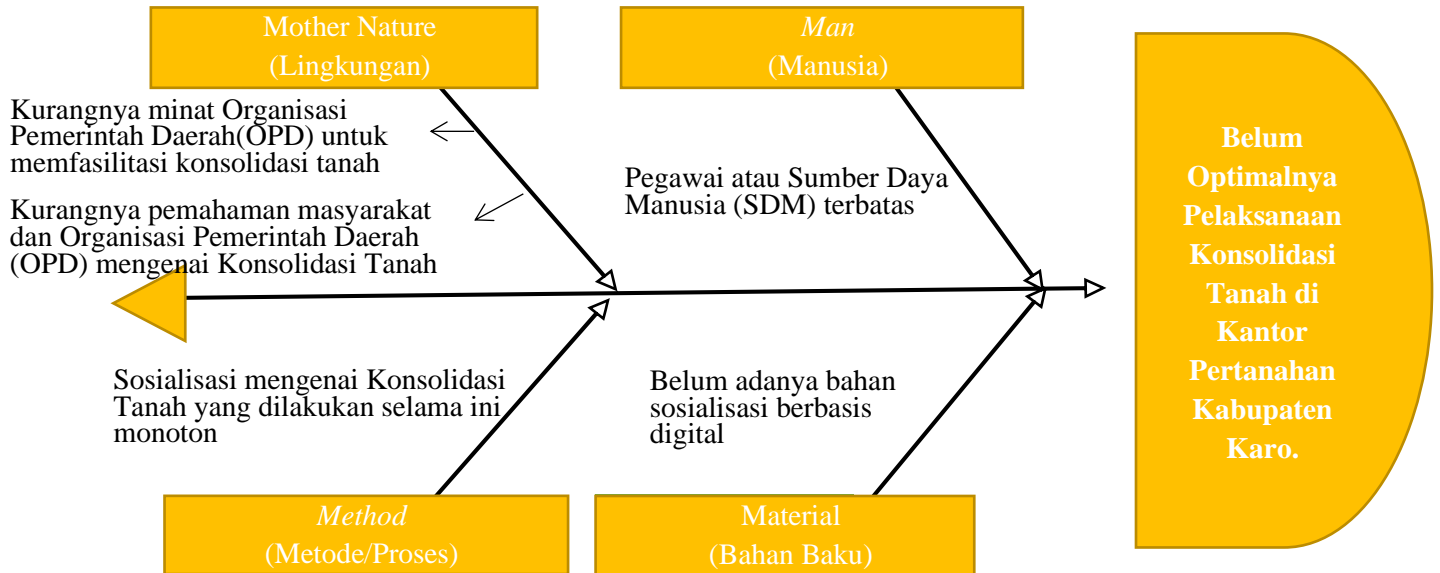 Mother Nature
(Lingkungan)
Man
(Manusia)
Kurangnya minat Organisasi
Pemerintah Daerah(OPD) untuk
memfasilitasi konsolidasi tanah
Kurangnya pemahaman masyarakat
dan Organisasi Pemerintah Daerah
(OPD) mengenai Konsolidasi Tanah
Pegawai atau Sumber Daya
Manusia (SDM) terbatas
Sosialisasi mengenai Konsolidasi
Tanah yang dilakukan selama ini
monoton
Belum adanya bahan
sosialisasi berbasis
digital
Method
(Metode/Proses)
Material
(Bahan Baku)
Belum
Optimalnya
Pelaksanaan
Konsolidasi
Tanah di
Kantor
Pertanahan
Kabupaten
Karo.